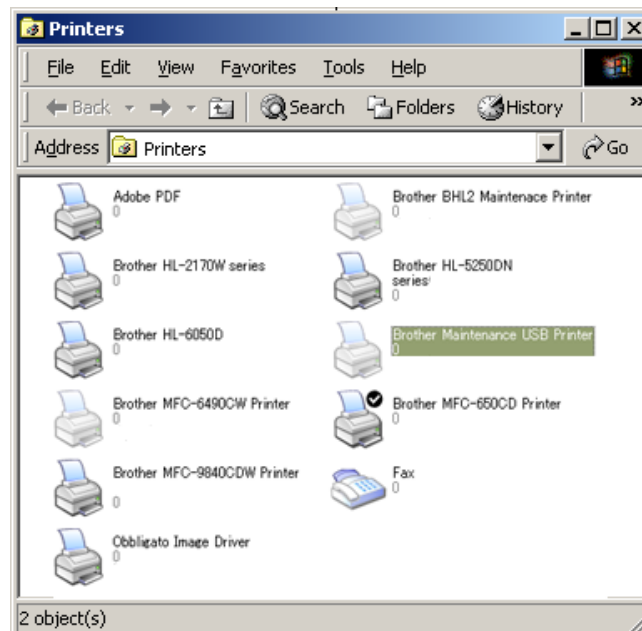 Printers
File Edit View Favorites Tools Help
Back Search Folders History »
Address Printers Go
Adobe PDF
0
Brother BHL2 Maintenace Printer
0
Brother HL-2170W series
0
Brother HL-5250DN
series
0
Brother HL-6050D
0
Brother Maintenance USB Printer
0
Brother MFC-6490CW Printer
0
Brother MFC-650CD Printer
0
Brother MFC-9840CDW Printer
0
Fax
0
Obbligato Image Driver
0
2 object(s)